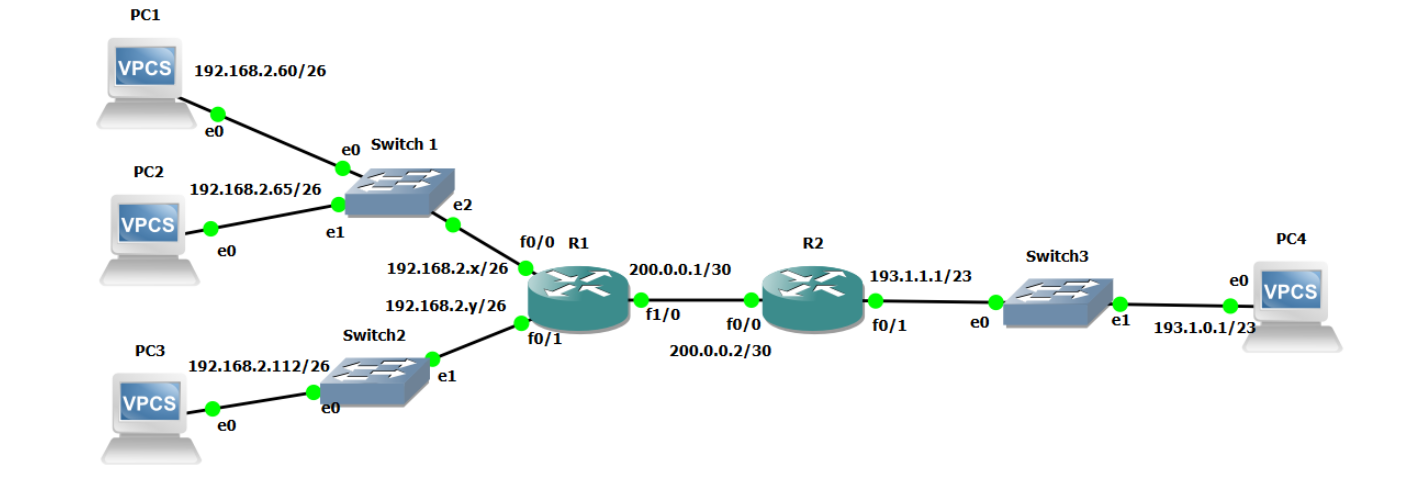 PC1
VPCS
192.168.2.60/26
e0
e0
Switch 1
PC2
VPCS
192.168.2.65/26
e0
e1
e2
192.168.2.x/26
f0/0
R1
192.168.2.y/26
f0/1
200.0.0.1/30
f1/0
R2
f0/0
200.0.0.2/30
193.1.1.1/23
f0/1
Switch3
e0
e1
PC4
e0
VPCS
193.1.0.1/23
Switch2
e1
e0
PC3
VPCS
192.168.2.112/26
e0